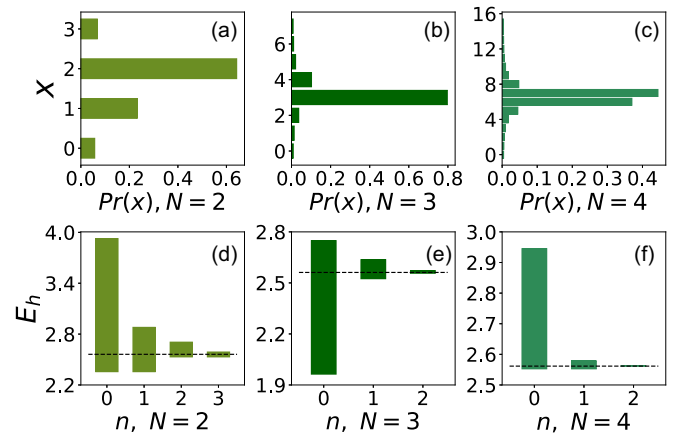 (a)
3
2
1
0
X
0.0 0.2 0.4 0.6
Pr(x), N = 2
(b)
6
4
2
0
0.0 0.2 0.4 0.6 0.8
Pr(x), N = 3
(c)
16
12
8
4
0
0.0 0.1 0.2 0.3 0.4
Pr(x), N = 4
(d)
4.0
3.4
2.8
2.2
E_h
0 1 2 3
n, N = 2
(e)
2.8
2.5
2.2
1.9
0 1 2
n, N = 3
(f)
3.0
2.9
2.8
2.7
2.6
2.5
0 1 2
n, N = 4